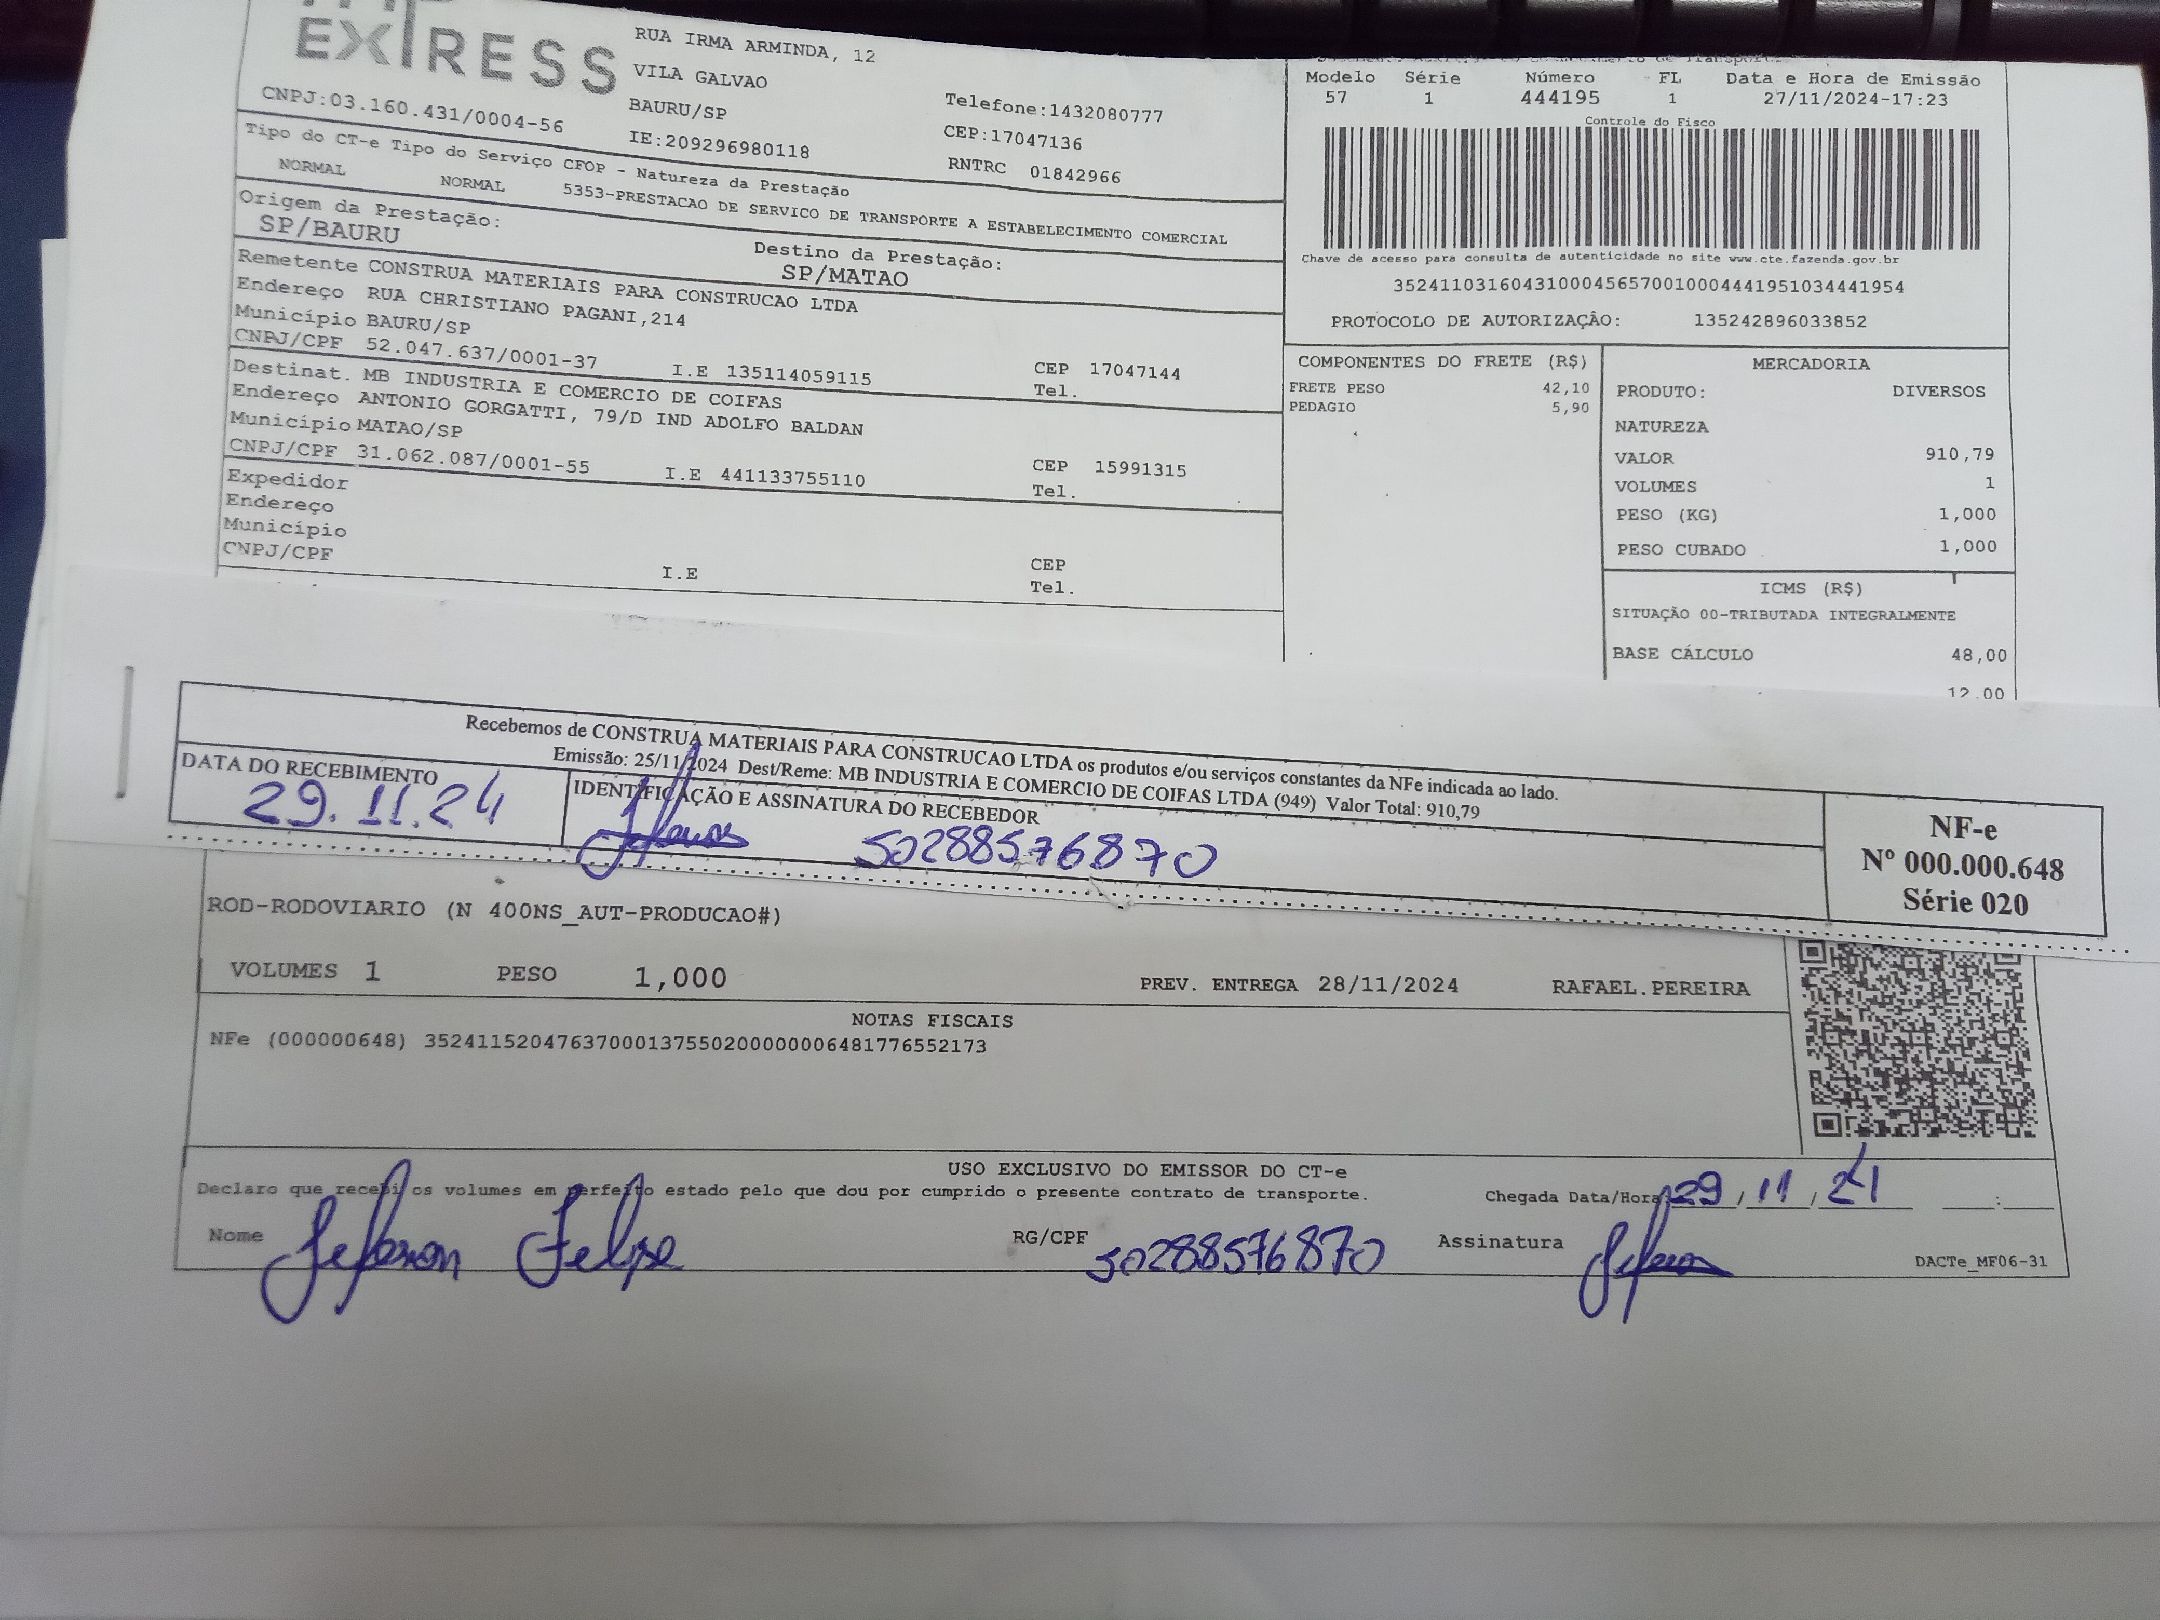 EXPRESS
RUA IRMA ARMINDA, 12
VILA GALVAO
BAURU/SP
Telefone:1432080777
CNPJ:03.160.431/0004-56
IE:209296980118
CEP:17047136
RNTRC 01842966
Tipo do CT-e Tipo do Serviço CFOP - Natureza da Prestação
NORMAL NORMAL 5353-PRESTACAO DE SERVICO DE TRANSPORTE A ESTABELECIMENTO COMERCIAL
Origem da Prestação:
SP/BAURU
Destino da Prestação:
SP/MATAO
Remetente CONSTRUA MATERIAIS PARA CONSTRUCAO LTDA
Endereço RUA CHRISTIANO PAGANI,214
Município BAURU/SP
CNPJ/CPF 52.047.637/0001-37 I.E 135114059115 CEP 17047144
Tel.
Destinat. MB INDUSTRIA E COMERCIO DE COIFAS
Endereço ANTONIO GORGATTI, 79/D IND ADOLFO BALDAN
Município MATAO/SP
CNPJ/CPF 31.062.087/0001-55 I.E 441133755110 CEP 15991315
Tel.
Expedidor
Endereço
Município
CNPJ/CPF I.E CEP
Tel.
Modelo Série Número FL Data e Hora de Emissão
57 1 444195 1 27/11/2024-17:23
Controle do Fisco
Chave de acesso para consulta de autenticidade no site www.cte.fazenda.gov.br
35241103160431000456570010004441951034441954
PROTOCOLO DE AUTORIZAÇÃO: 135242896033852
COMPONENTES DO FRETE (R$)
FRETE PESO 42,10
PEDAGIO 5,90
MERCADORIA
PRODUTO: DIVERSOS
NATUREZA
VALOR 910,79
VOLUMES 1
PESO (KG) 1,000
PESO CUBADO 1,000
ICMS (R$)
SITUAÇÃO 00-TRIBUTADA INTEGRALMENTE
BASE CÁLCULO 48,00
12,00
Recebemos de CONSTRUA MATERIAIS PARA CONSTRUCAO LTDA os produtos e/ou serviços constantes da NFe indicada ao lado.
Emissão: 25/11/2024 Dest/Reme: MB INDUSTRIA E COMERCIO DE COIFAS LTDA (949) Valor Total: 910,79
DATA DO RECEBIMENTO
29.11.24
IDENTIFICAÇÃO E ASSINATURA DO RECEBEDOR
50288576870
NF-e
Nº 000.000.648
Série 020
ROD-RODOVIARIO (N 400NS_AUT-PRODUCAO#)
VOLUMES 1 PESO 1,000 PREV. ENTREGA 28/11/2024 RAFAEL.PEREIRA
NOTAS FISCAIS
NFe (000000648) 35241152047637000137550200000006481776552173
USO EXCLUSIVO DO EMISSOR DO CT-e
Declaro que recebi os volumes em perfeito estado pelo que dou por cumprido o presente contrato de transporte.
Chegada Data/Hora 29/11/24 :
Nome Jeferson Felipe RG/CPF 50288576870 Assinatura
DACTe_MF06-31